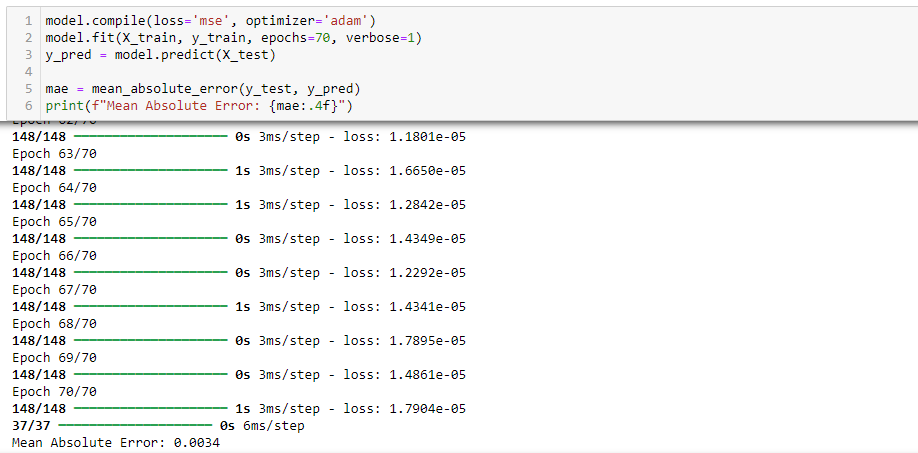 1 model.compile(loss='mse', optimizer='adam')
2 model.fit(X_train, y_train, epochs=70, verbose=1)
3 y_pred = model.predict(X_test)
4
5 mae = mean_absolute_error(y_test, y_pred)
6 print(f"Mean Absolute Error: {mae:.4f}")
Epoch 62/70
148/148 ━━━━━━━━━━━━━━━━━━━━ 0s 3ms/step - loss: 1.1801e-05
Epoch 63/70
148/148 ━━━━━━━━━━━━━━━━━━━━ 1s 3ms/step - loss: 1.6650e-05
Epoch 64/70
148/148 ━━━━━━━━━━━━━━━━━━━━ 1s 3ms/step - loss: 1.2842e-05
Epoch 65/70
148/148 ━━━━━━━━━━━━━━━━━━━━ 0s 3ms/step - loss: 1.4349e-05
Epoch 66/70
148/148 ━━━━━━━━━━━━━━━━━━━━ 0s 3ms/step - loss: 1.2292e-05
Epoch 67/70
148/148 ━━━━━━━━━━━━━━━━━━━━ 1s 3ms/step - loss: 1.4341e-05
Epoch 68/70
148/148 ━━━━━━━━━━━━━━━━━━━━ 0s 3ms/step - loss: 1.7895e-05
Epoch 69/70
148/148 ━━━━━━━━━━━━━━━━━━━━ 0s 3ms/step - loss: 1.4861e-05
Epoch 70/70
148/148 ━━━━━━━━━━━━━━━━━━━━ 1s 3ms/step - loss: 1.7904e-05
37/37 ━━━━━━━━━━━━━━━━━━━━ 0s 6ms/step
Mean Absolute Error: 0.0034